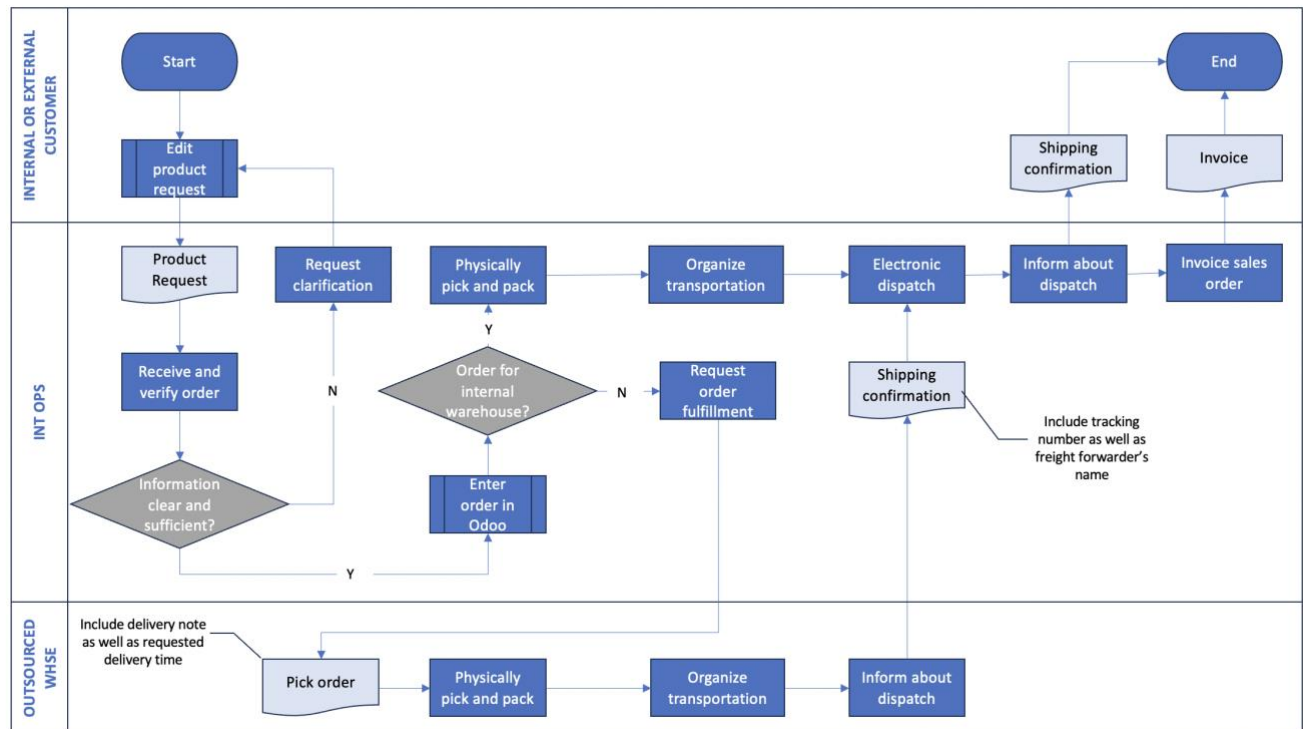 INTERNAL OR EXTERNAL
CUSTOMER
Start
End
Edit
product
request
Shipping
confirmation
Invoice
INT OPS
Product
Request
Request
clarification
Physically
pick and pack
Organize
transportation
Electronic
dispatch
Inform about
dispatch
Invoice sales
order
Y
Receive and
verify order
N
Order for
internal
warehouse?
N
Request
order
fulfillment
Shipping
confirmation
Include tracking
number as well as
freight forwarder's
name
Information
clear and
sufficient?
Enter
order in
Odoo
Y
OUTSOURCED
WHSE
Include delivery note
as well as requested
delivery time
Pick order
Physically
pick and pack
Organize
transportation
Inform about
dispatch